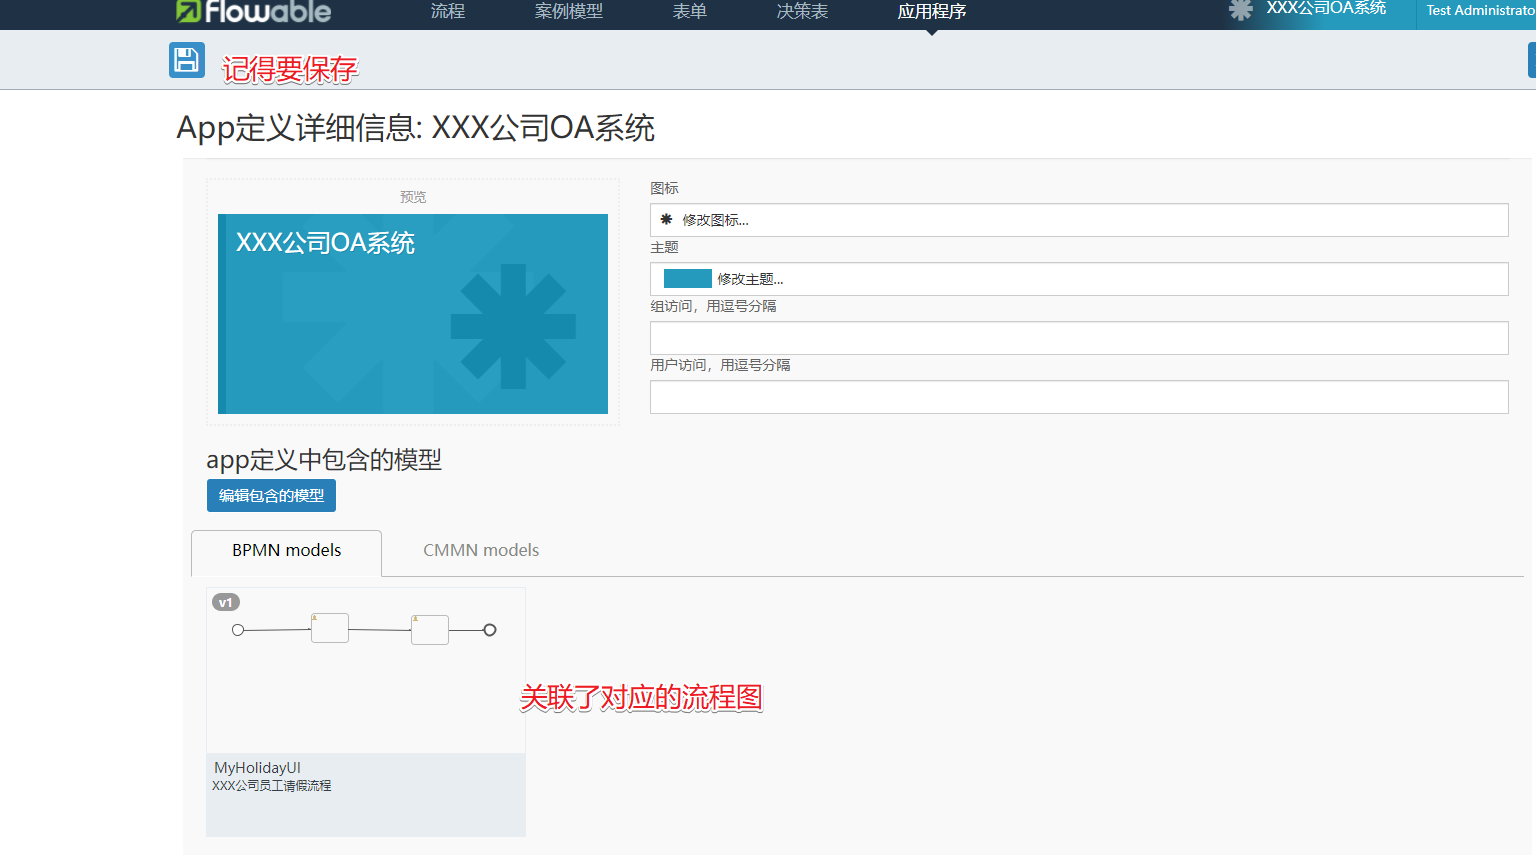 Flowable
流程
案例模型
表单
决策表
应用程序
XXX公司OA系统
Test Administrato
记得要保存
App定义详细信息: XXX公司OA系统
预览
XXX公司OA系统
图标
修改图标...
主题
修改主题...
组访问，用逗号分隔
用户访问，用逗号分隔
app定义中包含的模型
编辑包含的模型
BPMN models
CMMN models
v1
关联了对应的流程图
MyHolidayUI
XXX公司员工请假流程